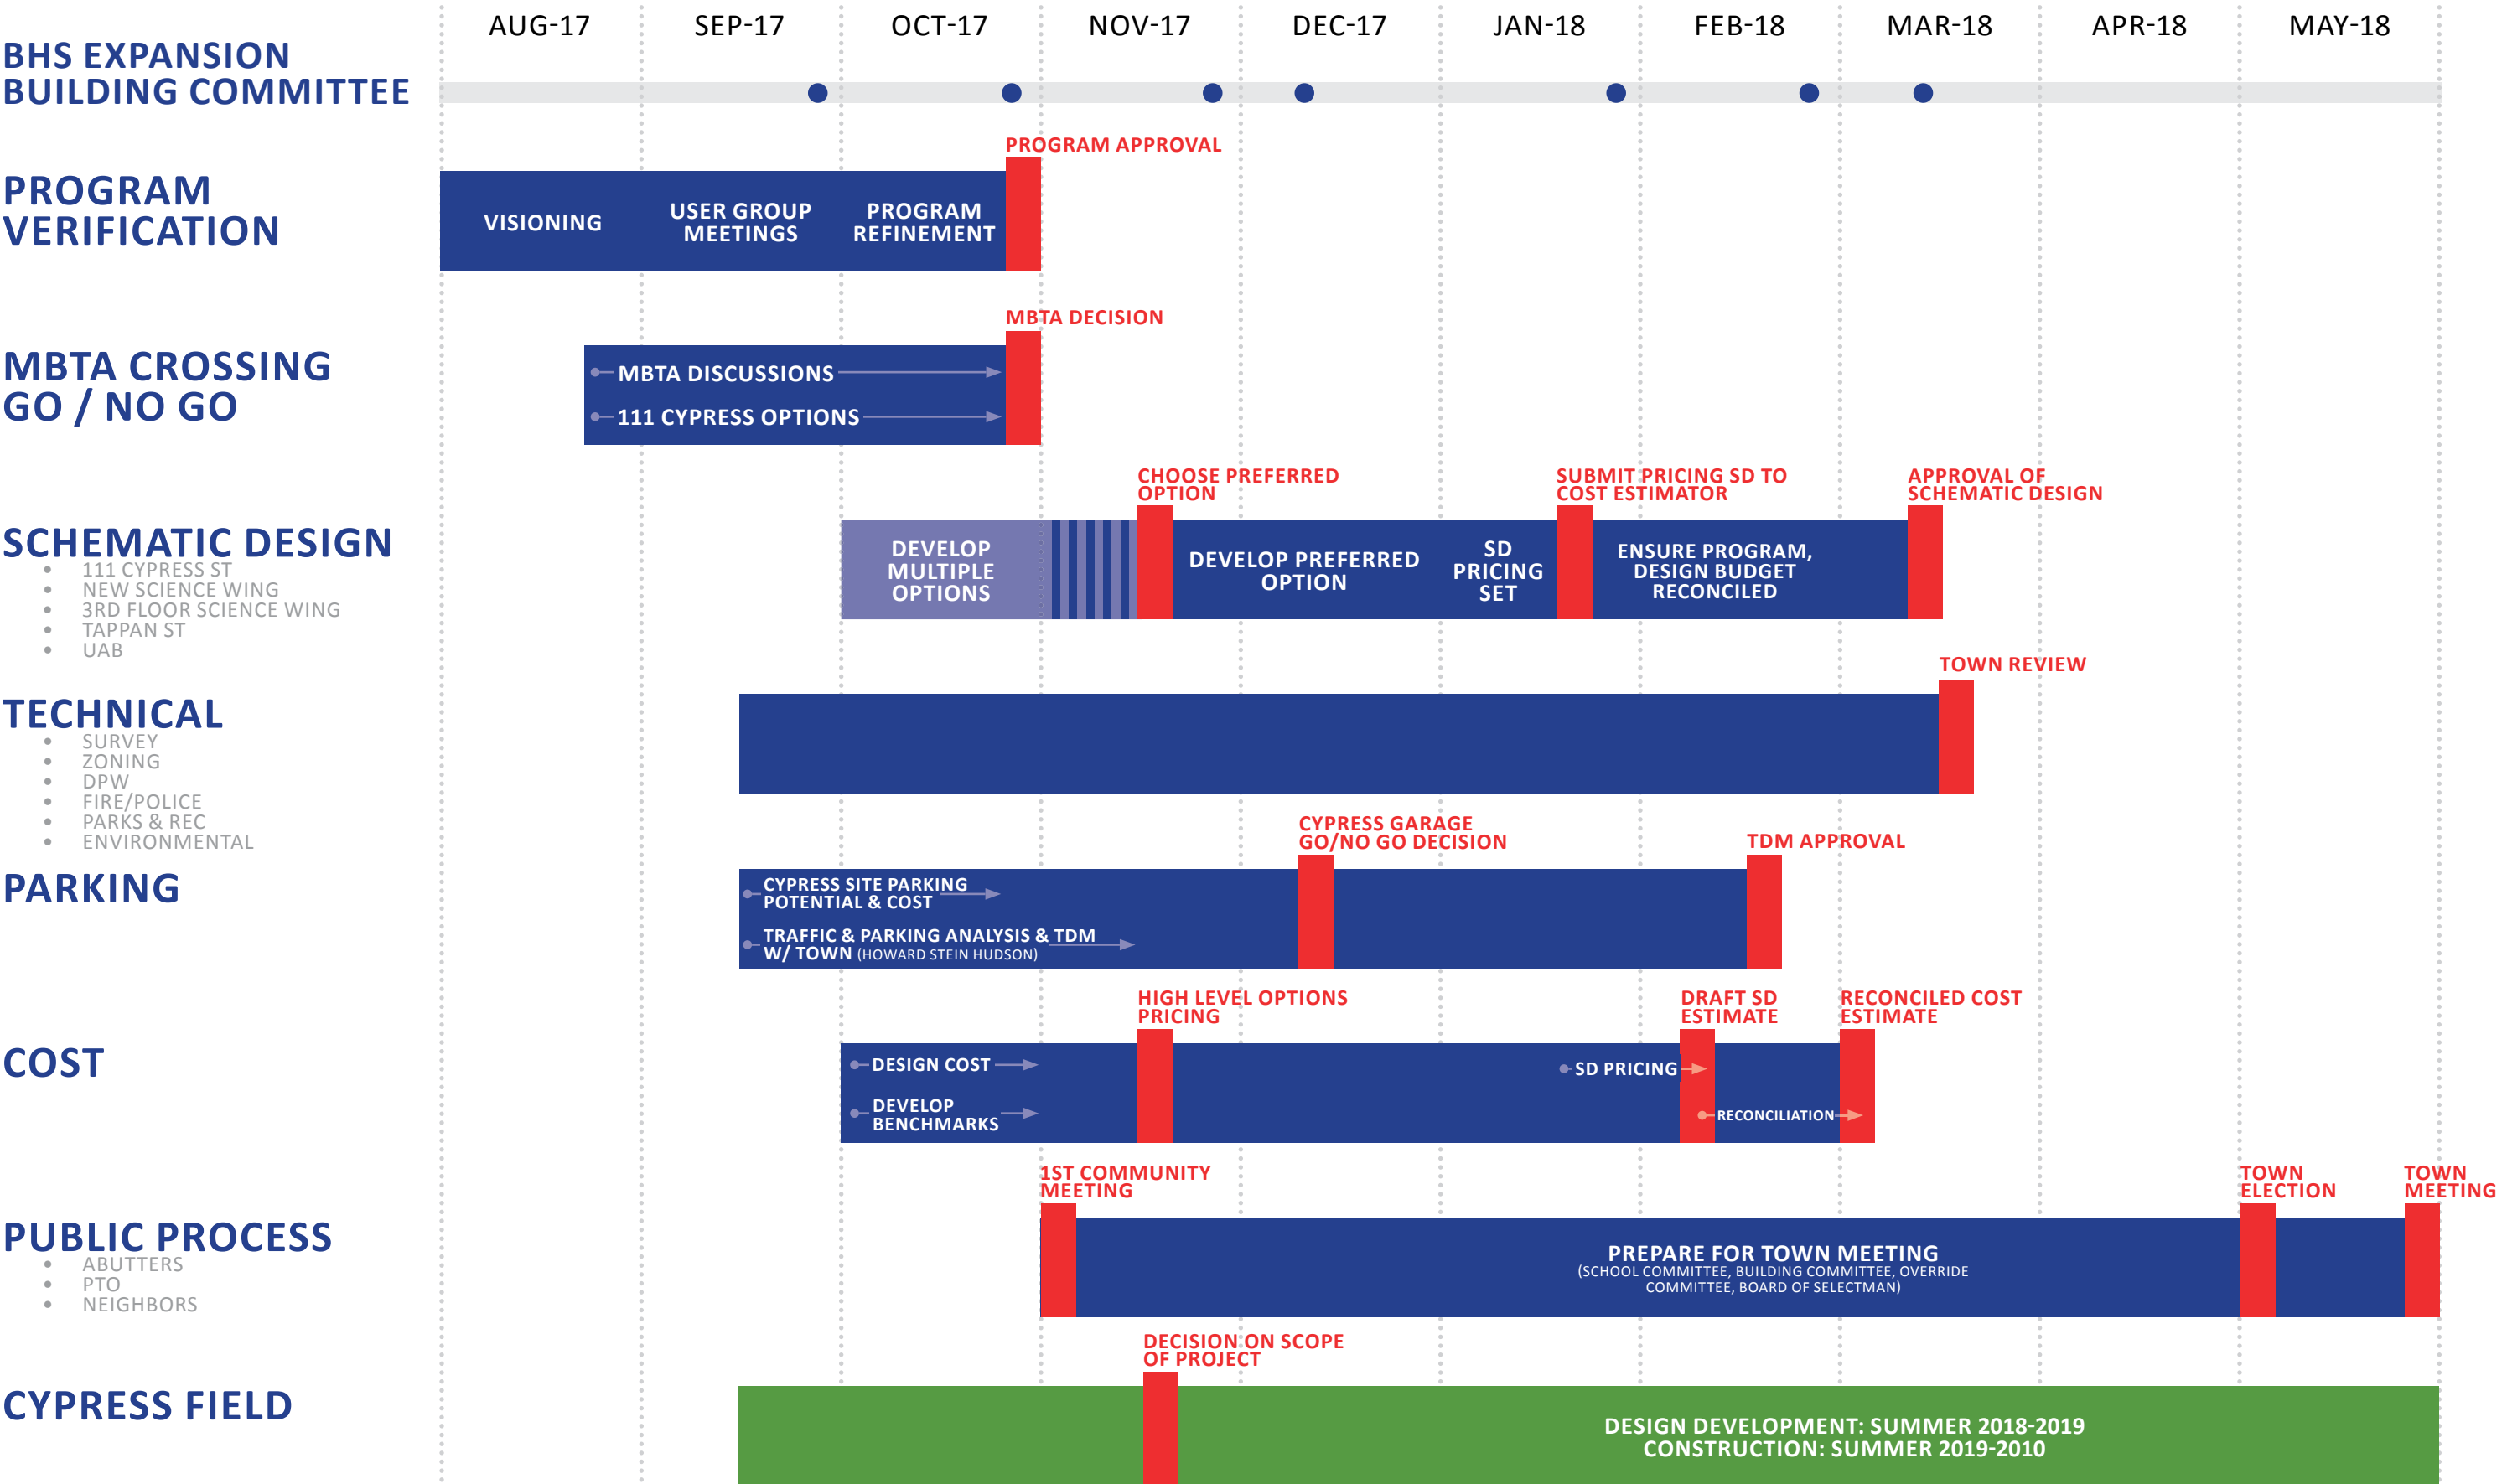 AUG-17
SEP-17
OCT-17
NOV-17
DEC-17
JAN-18
FEB-18
MAR-18
APR-18
MAY-18
BHS EXPANSION
BUILDING COMMITTEE
PROGRAM APPROVAL
PROGRAM
VERIFICATION
VISIONING
USER GROUP
MEETINGS
PROGRAM
REFINEMENT
MBTA DECISION
MBTA CROSSING
GO / NO GO
MBTA DISCUSSIONS
111 CYPRESS OPTIONS
CHOOSE PREFERRED
OPTION
SUBMIT PRICING SD TO
COST ESTIMATOR
APPROVAL OF
SCHEMATIC DESIGN
SCHEMATIC DESIGN
• 111 CYPRESS ST
• NEW SCIENCE WING
• 3RD FLOOR SCIENCE WING
• TAPPAN ST
• UAB
DEVELOP
MULTIPLE
OPTIONS
DEVELOP PREFERRED
OPTION
SD
PRICING
SET
ENSURE PROGRAM,
DESIGN BUDGET
RECONCILED
TOWN REVIEW
TECHNICAL
• SURVEY
• ZONING
• DPW
• FIRE/POLICE
• PARKS & REC
• ENVIRONMENTAL
CYPRESS GARAGE
GO/NO GO DECISION
TDM APPROVAL
PARKING
CYPRESS SITE PARKING
POTENTIAL & COST
TRAFFIC & PARKING ANALYSIS & TDM
W/ TOWN (HOWARD STEIN HUDSON)
HIGH LEVEL OPTIONS
PRICING
DRAFT SD
ESTIMATE
RECONCILED COST
ESTIMATE
COST
DESIGN COST
DEVELOP
BENCHMARKS
SD PRICING
RECONCILIATION
1ST COMMUNITY
MEETING
TOWN
ELECTION
TOWN
MEETING
PUBLIC PROCESS
• ABUTTERS
• PTO
• NEIGHBORS
PREPARE FOR TOWN MEETING
(SCHOOL COMMITTEE, BUILDING COMMITTEE, OVERRIDE
COMMITTEE, BOARD OF SELECTMAN)
DECISION ON SCOPE
OF PROJECT
CYPRESS FIELD
DESIGN DEVELOPMENT: SUMMER 2018-2019
CONSTRUCTION: SUMMER 2019-2010